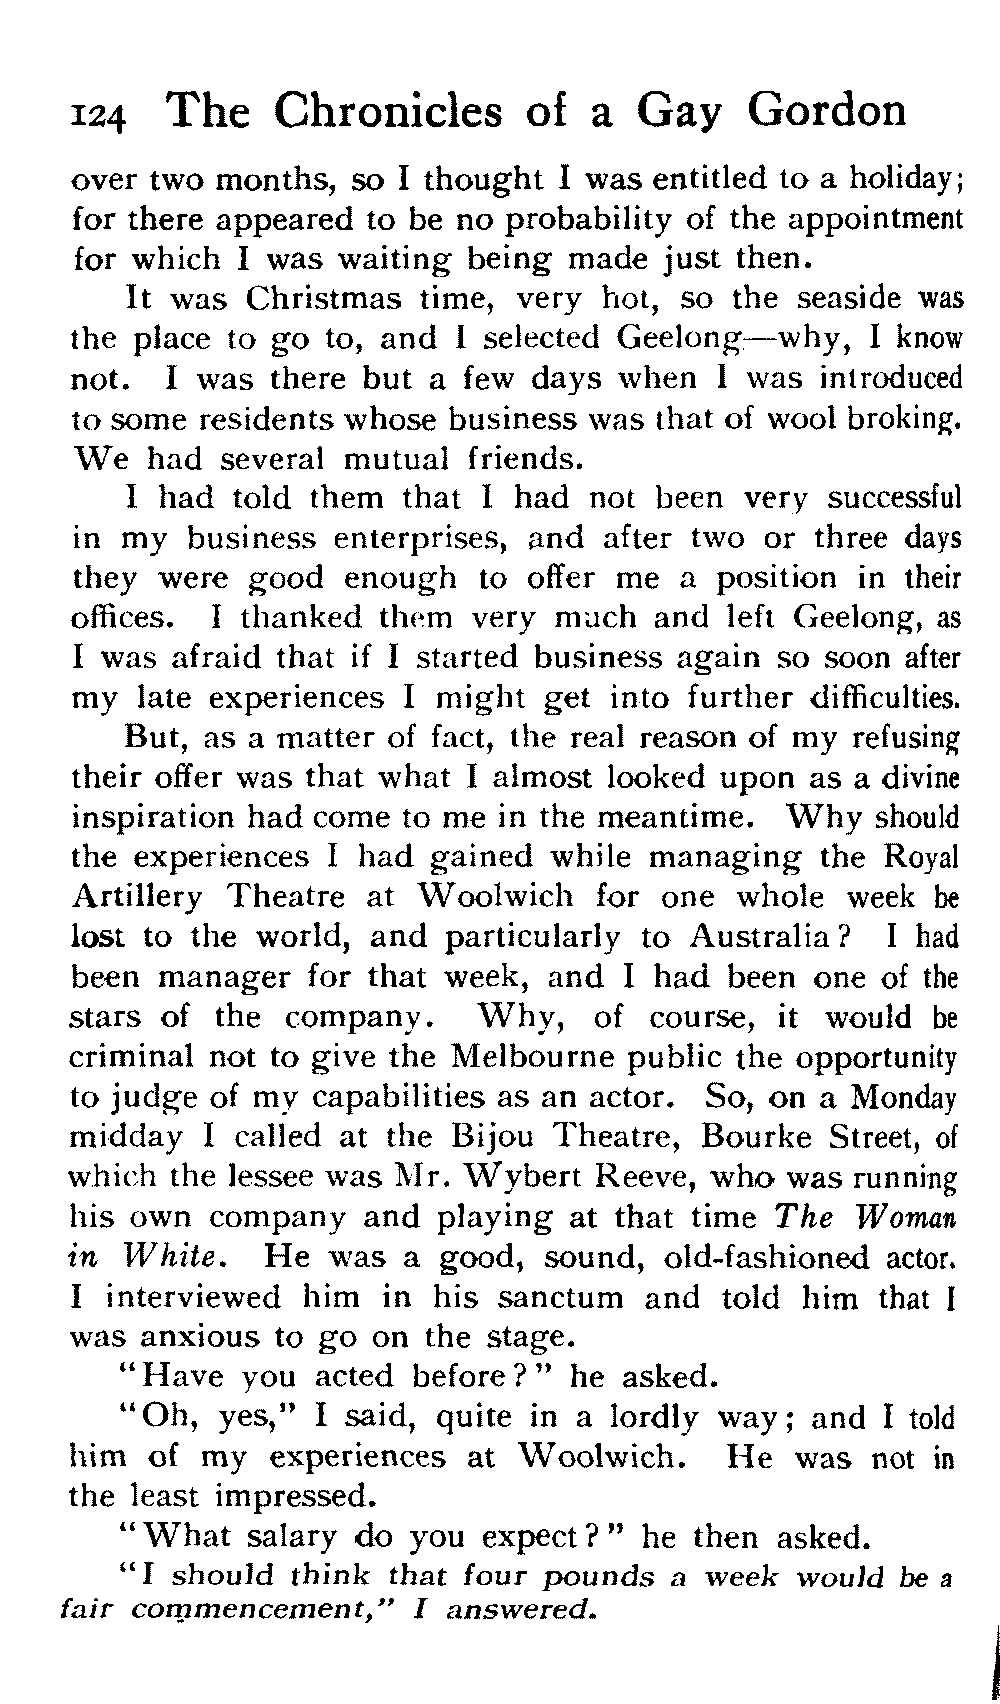 124 The Chronicles of a Gay Gordon
over two months, so I thought I was entitled to a holiday;
for there appeared to be no probability of the appointment
for which I was waiting being made just then.
It was Christmas time, very hot, so the seaside was
the place to go to, and I selected Geelong—why, I know
not. I was there but a few days when I was introduced
to some residents whose business was that of wool broking.
We had several mutual friends.
I had told them that I had not been very successful
in my business enterprises, and after two or three days
they were good enough to offer me a position in their
offices. I thanked them very much and left Geelong, as
I was afraid that if I started business again so soon after
my late experiences I might get into further difficulties.
But, as a matter of fact, the real reason of my refusing
their offer was that what I almost looked upon as a divine
inspiration had come to me in the meantime. Why should
the experiences I had gained while managing the Royal
Artillery Theatre at Woolwich for one whole week be
lost to the world, and particularly to Australia? I had
been manager for that week, and I had been one of the
stars of the company. Why, of course, it would be
criminal not to give the Melbourne public the opportunity
to judge of my capabilities as an actor. So, on a Monday
midday I called at the Bijou Theatre, Bourke Street, of
which the lessee was Mr. Wybert Reeve, who was running
his own company and playing at that time The Woman
in White. He was a good, sound, old-fashioned actor.
I interviewed him in his sanctum and told him that I
was anxious to go on the stage.
"Have you acted before?" he asked.
"Oh, yes," I said, quite in a lordly way; and I told
him of my experiences at Woolwich. He was not in
the least impressed.
"What salary do you expect?" he then asked.
"I should think that four pounds a week would be a
fair commencement," I answered.